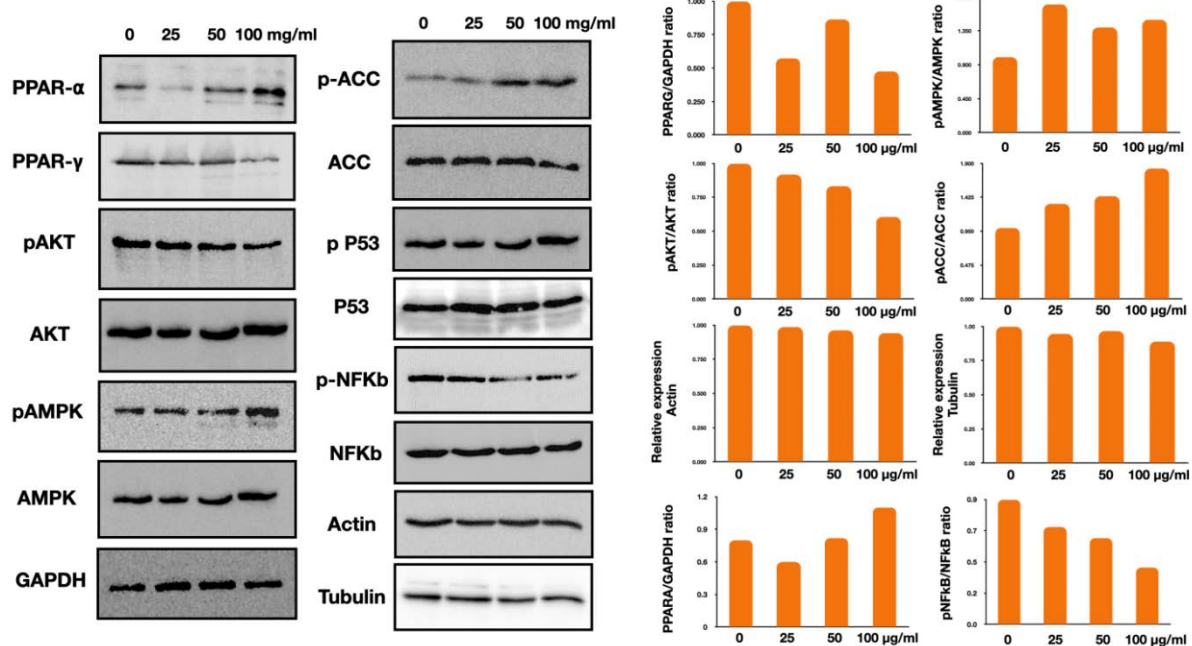 0 25 50 100 mg/ml
PPAR-α
PPAR-γ
pAKT
AKT
pAMPK
AMPK
GAPDH
0 25 50 100 mg/ml
p-ACC
ACC
p P53
P53
p-NFKb
NFKb
Actin
Tubulin
PPARG/GAPDH ratio
1.000
0.750
0.500
0.250
0.000
0 25 50 100 µg/ml
pAMPK/AMPK ratio
1.350
0.900
0.450
0.000
0 25 50 100 µg/ml
pAKT/AKT ratio
1.000
0.750
0.500
0.250
0.000
0 25 50 100 µg/ml
pACC/ACC ratio
1.900
1.425
0.950
0.475
0.000
0 25 50 100 µg/ml
Relative expression
Actin
1.000
0.750
0.500
0.250
0.000
0 25 50 100 µg/ml
Relative expression
Tubulin
1.00
0.75
0.50
0.25
0.00
0 25 50 100 µg/ml
PPARA/GAPDH ratio
1.2
0.9
0.6
0.3
0
0 25 50 100 µg/ml
pNFkB/NFkB ratio
0.9
0.7
0.5
0.2
0.0
0 25 50 100 µg/ml